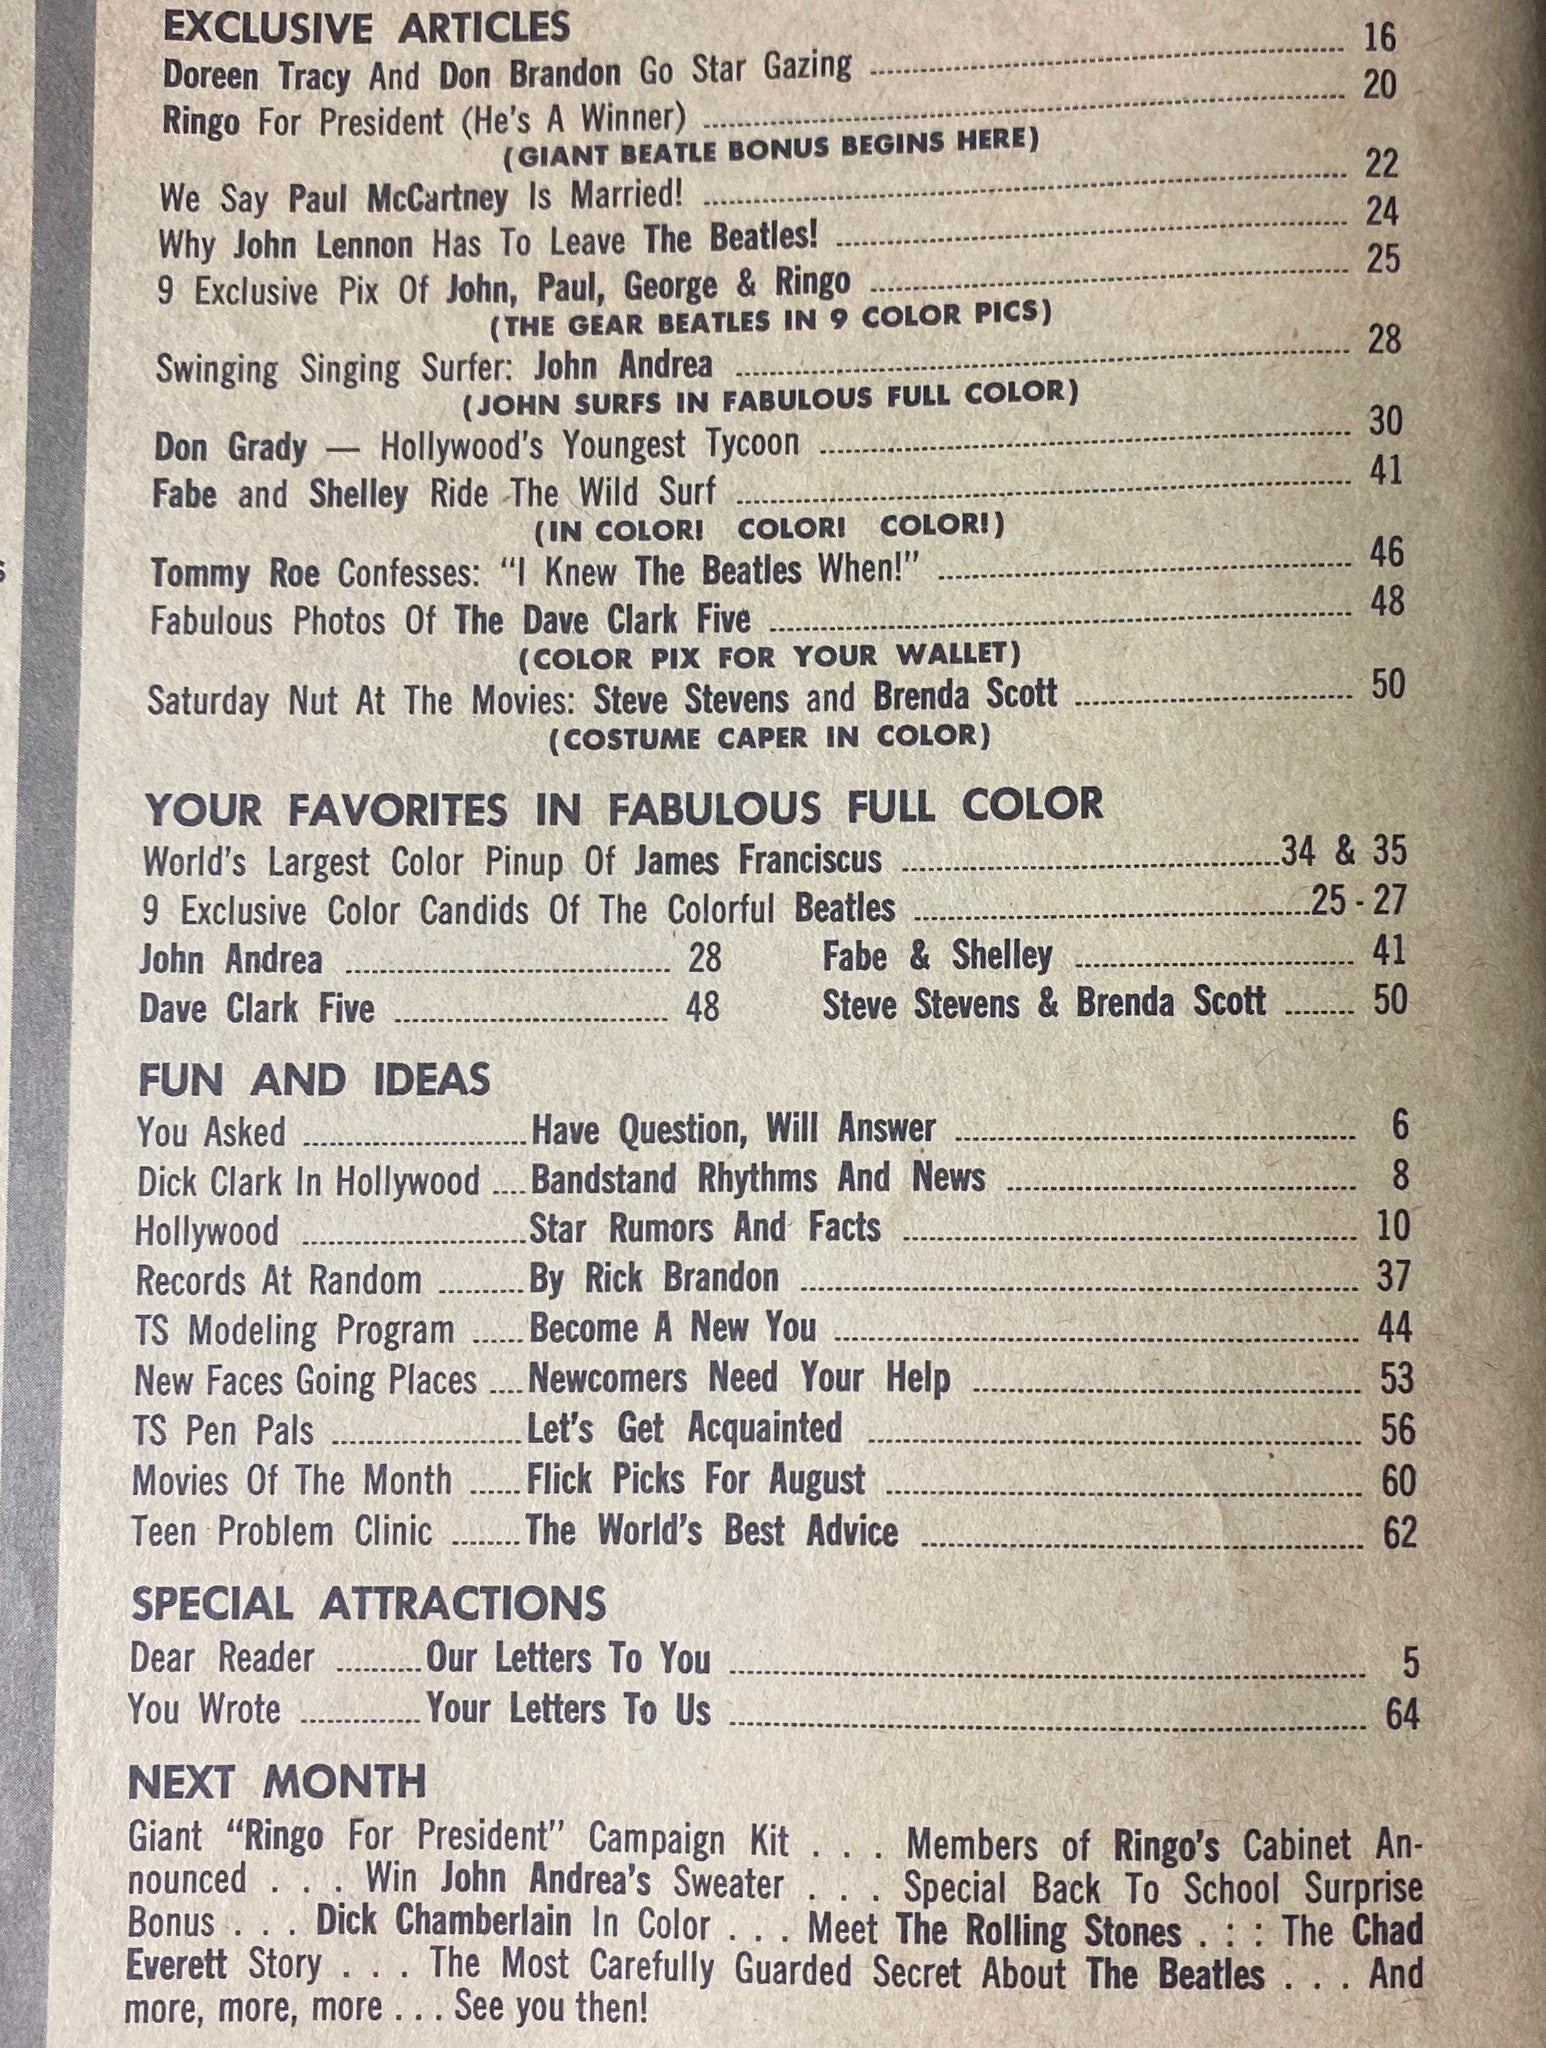 EXCLUSIVE ARTICLES
Doreen Tracy And Don Brandon Go Star Gazing ........ 16
Ringo For President (He's A Winner) ........ 20
(GIANT BEATLE BONUS BEGINS HERE)
We Say Paul McCartney Is Married! ........ 22
Why John Lennon Has To Leave The Beatles! ........ 24
9 Exclusive Pix Of John, Paul, George & Ringo ........ 25
(THE GEAR BEATLES IN 9 COLOR PICS)
Swinging Singing Surfer: John Andrea ........ 28
(JOHN SURFS IN FABULOUS FULL COLOR)
Don Grady — Hollywood's Youngest Tycoon ........ 30
Fabe and Shelley Ride The Wild Surf ........ 41
(IN COLOR! COLOR! COLOR!)
Tommy Roe Confesses: "I Knew The Beatles When!" ........ 46
Fabulous Photos Of The Dave Clark Five ........ 48
(COLOR PIX FOR YOUR WALLET)
Saturday Nut At The Movies: Steve Stevens and Brenda Scott ........ 50
(COSTUME CAPER IN COLOR)
YOUR FAVORITES IN FABULOUS FULL COLOR
World's Largest Color Pinup Of James Franciscus ........ 34 & 35
9 Exclusive Color Candids Of The Colorful Beatles ........ 25 - 27
John Andrea ........ 28 Fabe & Shelley ........ 41
Dave Clark Five ........ 48 Steve Stevens & Brenda Scott ........ 50
FUN AND IDEAS
You Asked ........ Have Question, Will Answer ........ 6
Dick Clark In Hollywood .... Bandstand Rhythms And News ........ 8
Hollywood ........ Star Rumors And Facts ........ 10
Records At Random ........ By Rick Brandon ........ 37
TS Modeling Program ...... Become A New You ........ 44
New Faces Going Places .... Newcomers Need Your Help ........ 53
TS Pen Pals ........ Let's Get Acquainted ........ 56
Movies Of The Month ...... Flick Picks For August ........ 60
Teen Problem Clinic ........ The World's Best Advice ........ 62
SPECIAL ATTRACTIONS
Dear Reader ........ Our Letters To You ........ 5
You Wrote ........ Your Letters To Us ........ 64
NEXT MONTH
Giant "Ringo For President" Campaign Kit . . . Members of Ringo's Cabinet An-
nounced . . . Win John Andrea's Sweater . . . Special Back To School Surprise
Bonus . . . Dick Chamberlain In Color . . . Meet The Rolling Stones . : : The Chad
Everett Story . . . The Most Carefully Guarded Secret About The Beatles . . . And
more, more, more . . . See you then!